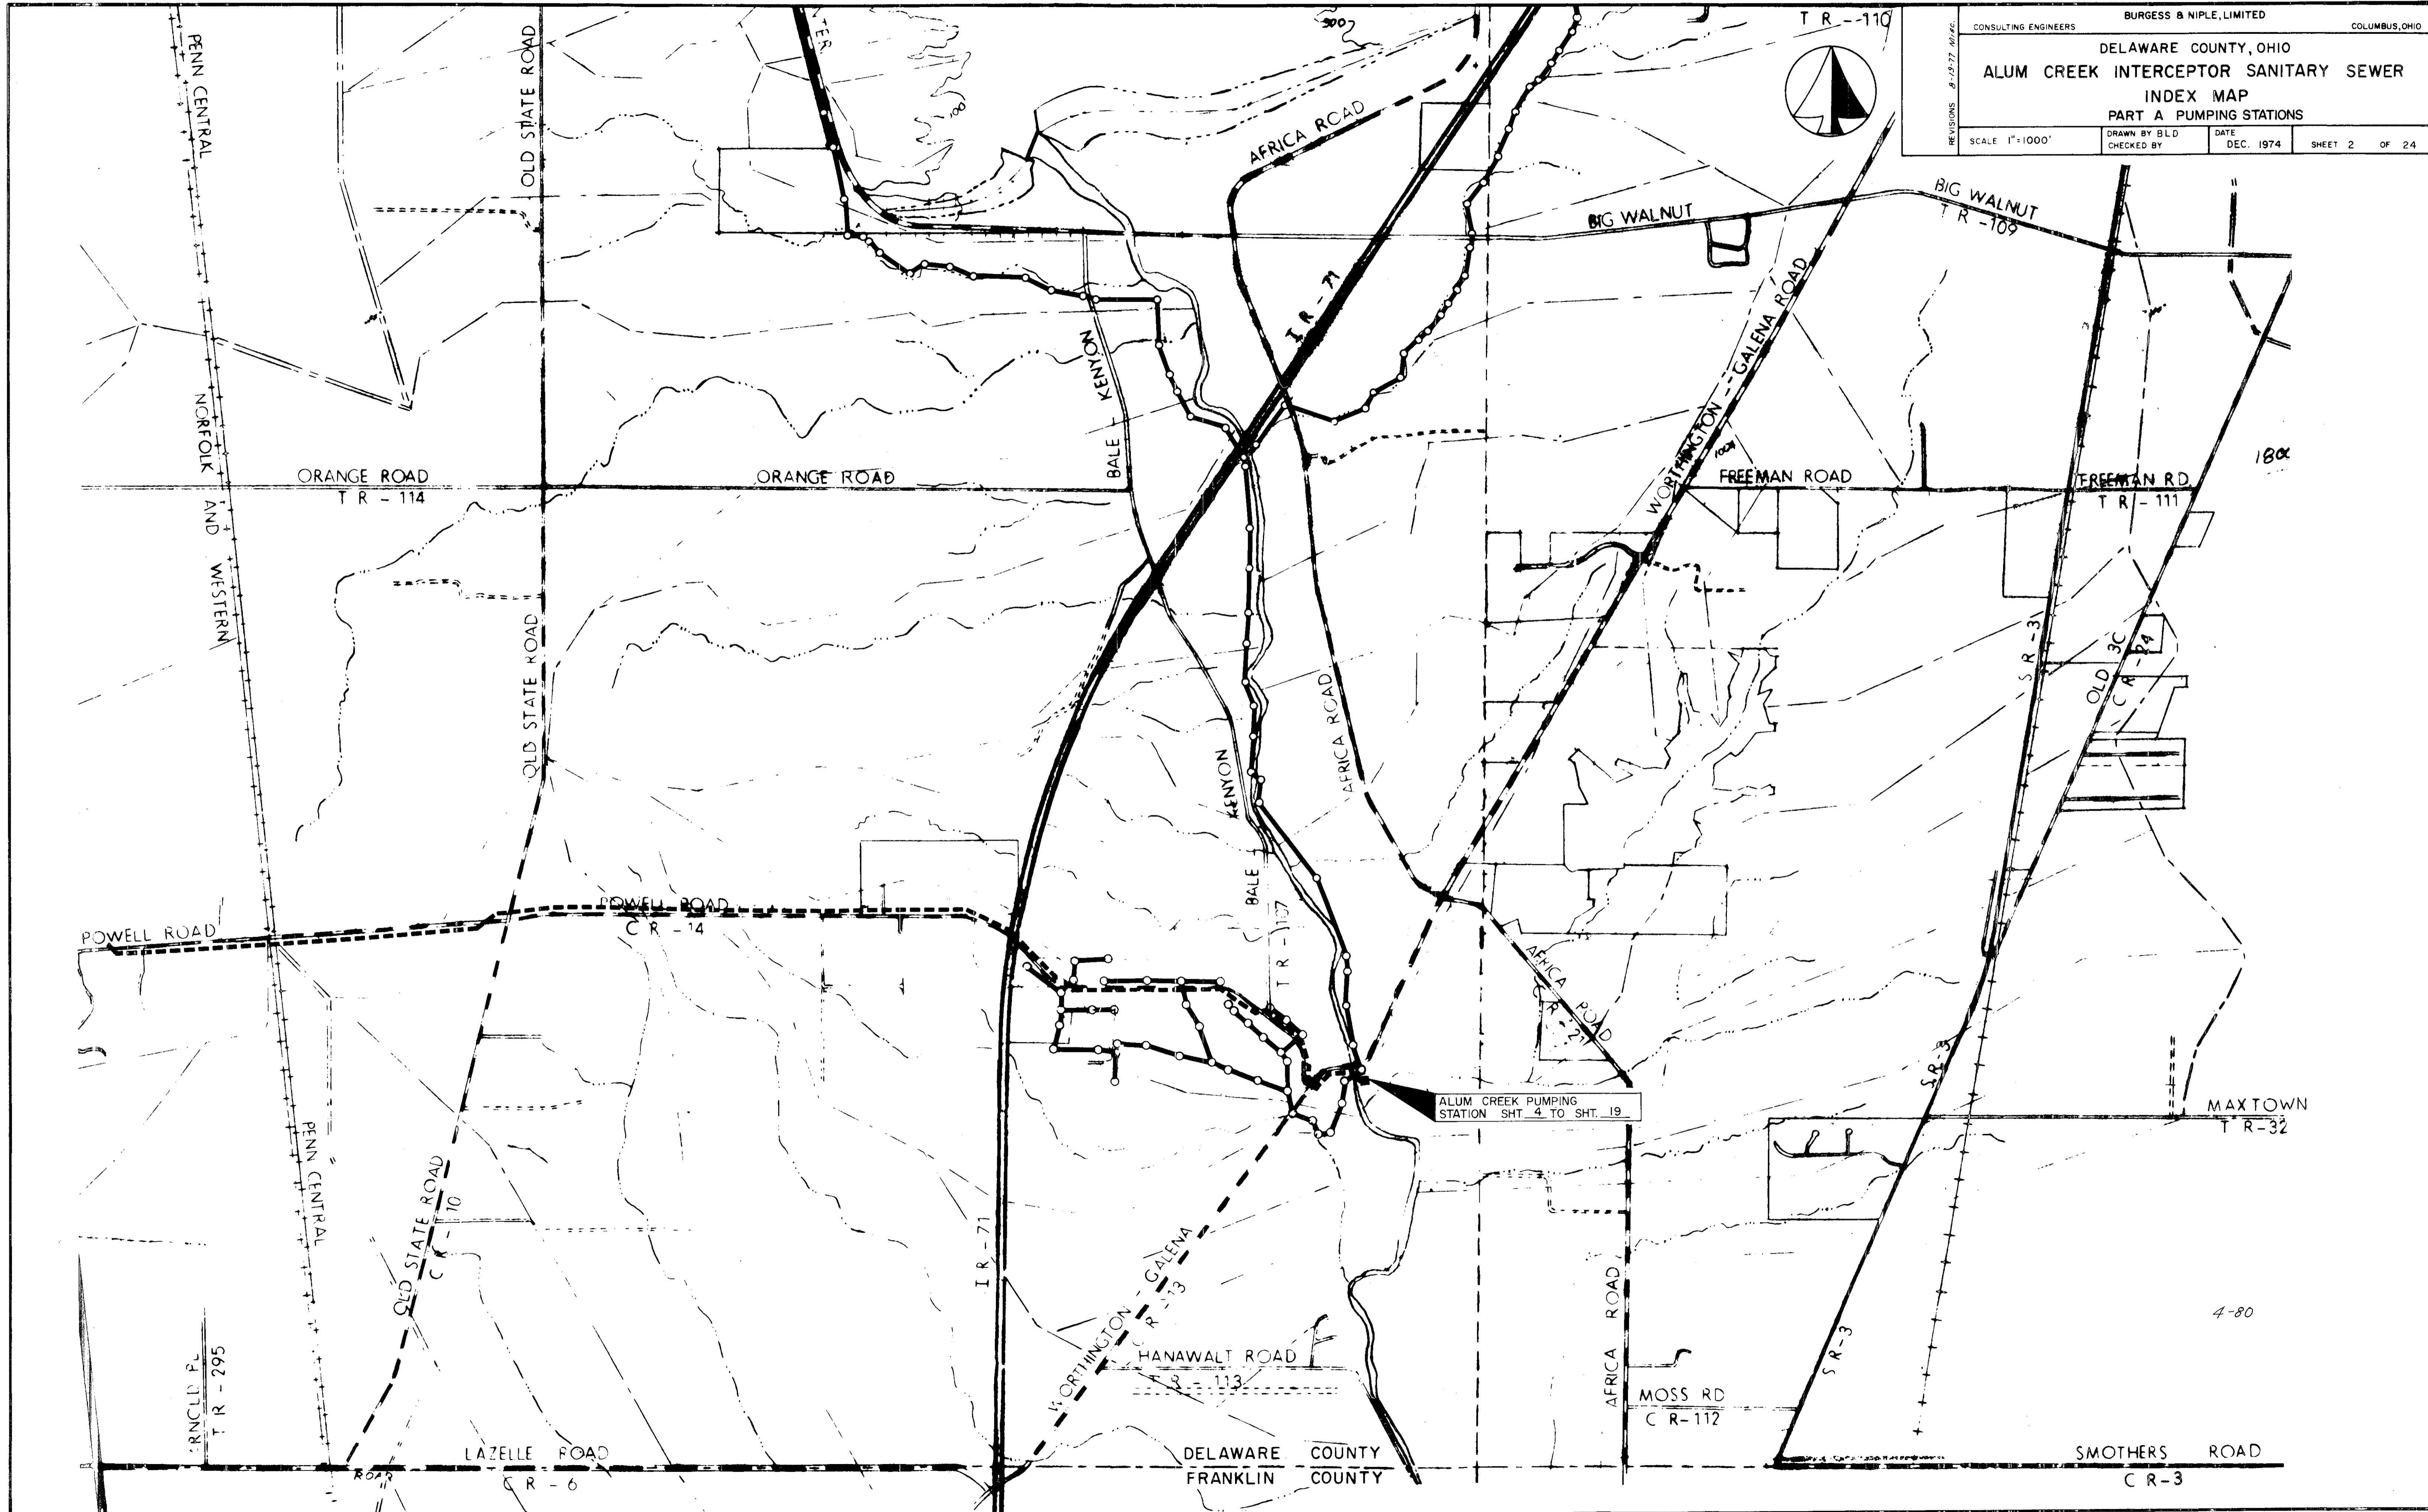 BURGESS & NIPLE, LIMITED
CONSULTING ENGINEERS
COLUMBUS, OHIO
DELAWARE COUNTY, OHIO
ALUM CREEK INTERCEPTOR SANITARY SEWER
INDEX MAP
PART A PUMPING STATIONS
SCALE 1"=1000'
DRAWN BY BLD
CHECKED BY
DATE
DEC. 1974
SHEET 2 OF 24
REVISIONS
T R - 110
PENN CENTRAL
OLD STATE ROAD
AFRICA ROAD
BIG WALNUT
BIG WALNUT
T R - 109
I R - 71
WORTHINGTON - GALENA ROAD
BALE - KENYON
NORFOLK AND WESTERN
ORANGE ROAD
T R - 114
ORANGE ROAD
FREEMAN ROAD
FREEMAN RD.
T R - 111
OLD STATE ROAD
S R - 3
OLD 3C
C R - 24
AFRICA ROAD
BALE - KENYON
T R - 107
POWELL ROAD
POWELL ROAD
C R - 14
AFRICA ROAD
C R - 21
ALUM CREEK PUMPING
STATION SHT. 4 TO SHT. 19
S R - 3
MAXTOWN
T R - 32
PENN CENTRAL
OLD STATE ROAD
C R - 10
I R - 71
WORTHINGTON - GALENA
C R - 13
HANAWALT ROAD
T R - 113
AFRICA ROAD
MOSS RD
C R - 112
S R - 3
4-80
T R - 295
LAZELLE ROAD
C R - 6
ROAD
DELAWARE COUNTY
FRANKLIN COUNTY
SMOTHERS ROAD
C R - 3